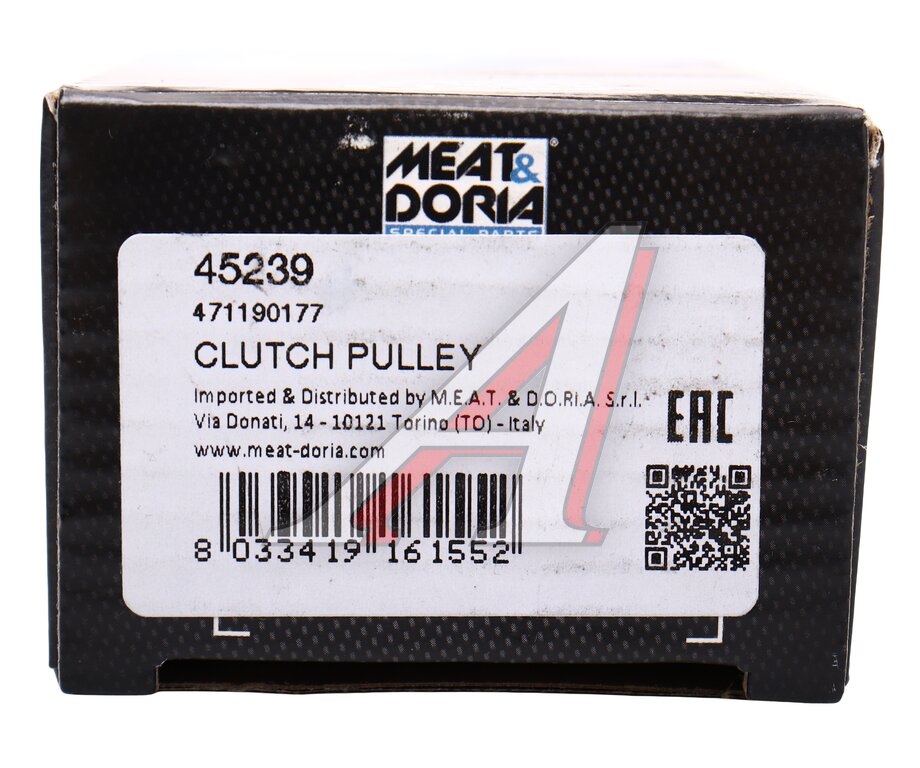 MEAT&
DORIA®
SPECIAL PARTS
45239
471190177
CLUTCH PULLEY
Imported & Distributed by M.E.A.T. & D.O.R.I.A. S.r.l.
Via Donati, 14 - 10121 Torino (TO) - Italy
www.meat-doria.com
EAC
8 033419 161552